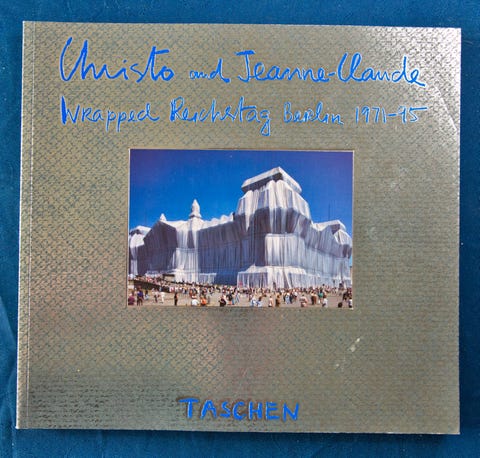 Christo and Jeanne-Claude
Wrapped Reichstag Berlin 1971-95
TASCHEN